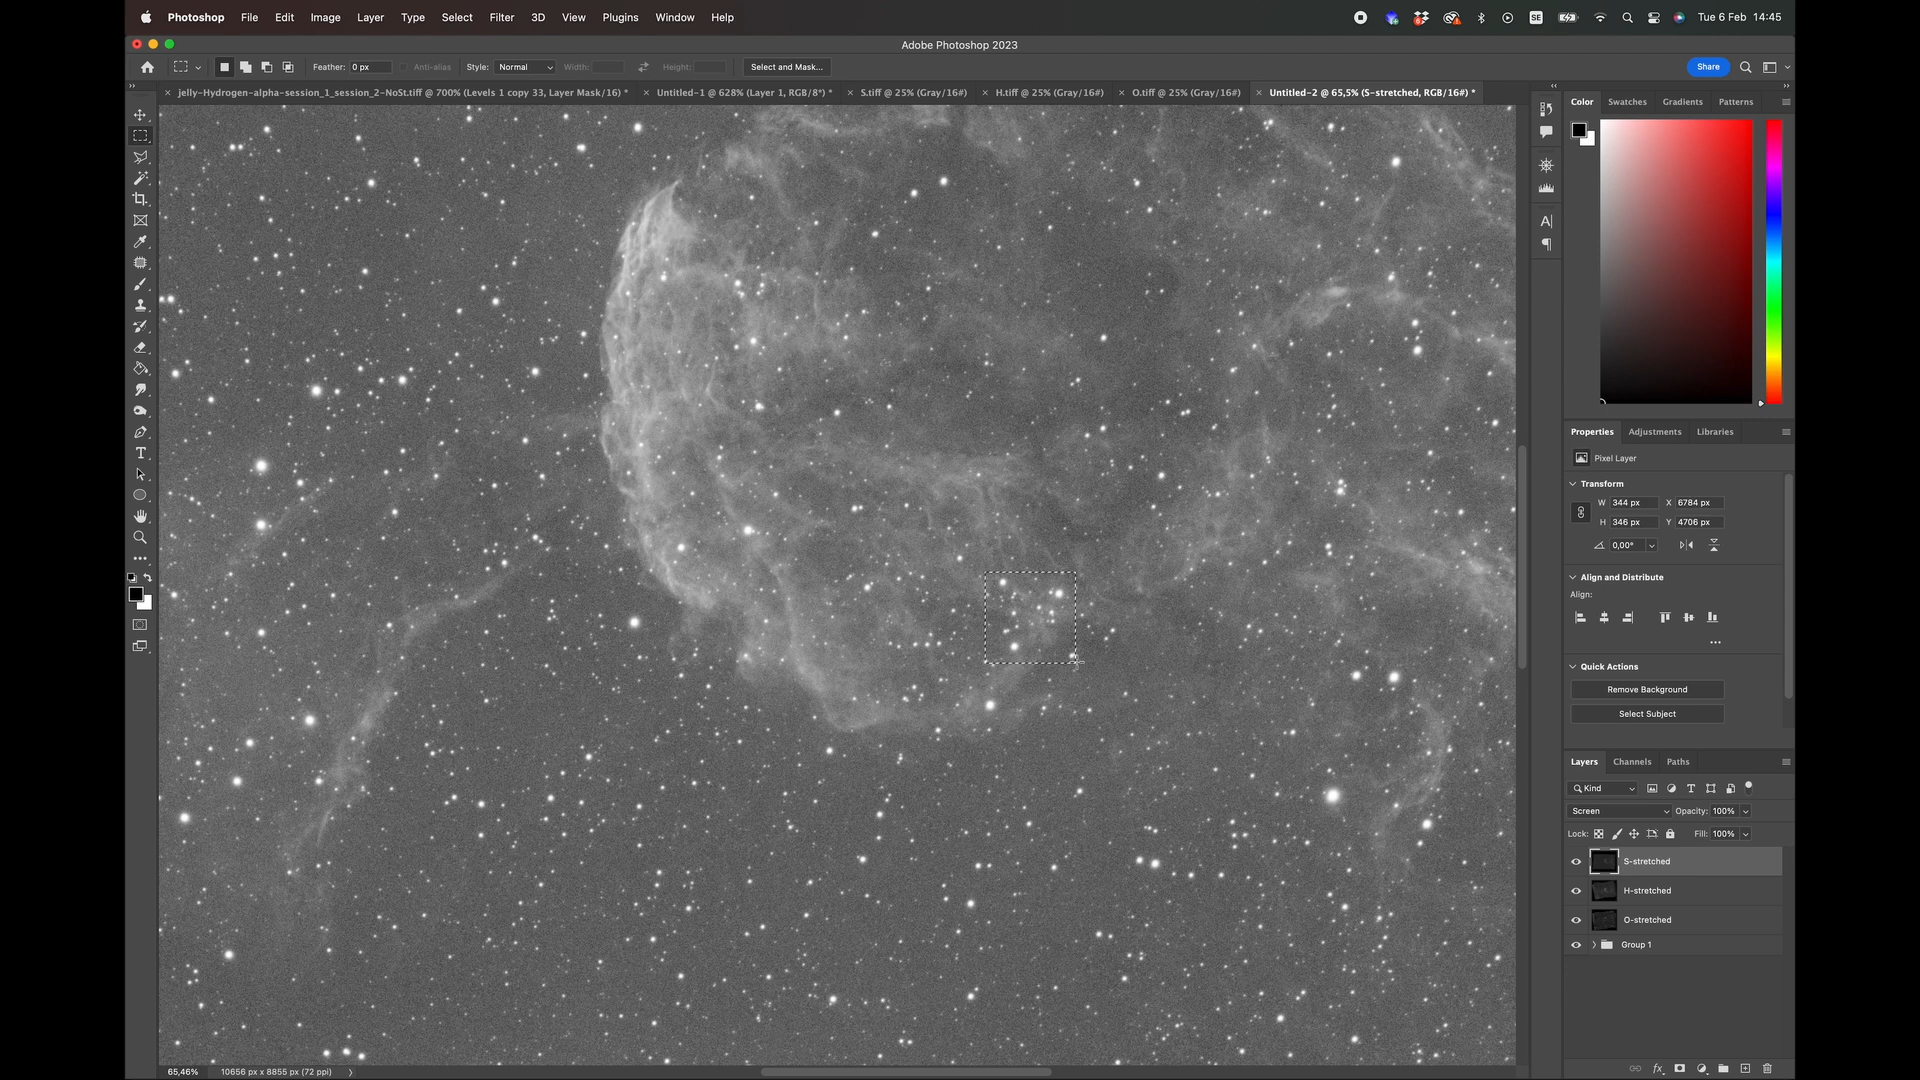 Photoshop File Edit Image Layer Type Select Filter 3D View Plugins Window Help SE Tue 6 Feb 14:45
Adobe Photoshop 2023
Feather: 0 px Anti-alias Style: Normal Width: Height: Select and Mask... Share
jelly-Hydrogen-alpha-session_1_session_2-NoSt.tiff @ 700% (Levels 1 copy 33, Layer Mask/16) * Untitled-1 @ 628% (Layer 1, RGB/8*) * S.tiff @ 25% (Gray/16#) H.tiff @ 25% (Gray/16#) O.tiff @ 25% (Gray/16#) Untitled-2 @ 65,5% (S-stretched, RGB/16#) *
Color Swatches Gradients Patterns
Properties Adjustments Libraries
Pixel Layer
Transform
W 344 px X 6784 px
H 346 px Y 4706 px
0,00°
Align and Distribute
Align:
Quick Actions
Remove Background
Select Subject
Layers Channels Paths
Kind
Screen Opacity: 100%
Lock: Fill: 100%
S-stretched
H-stretched
O-stretched
Group 1
65,46% 10656 px x 8855 px (72 ppi)